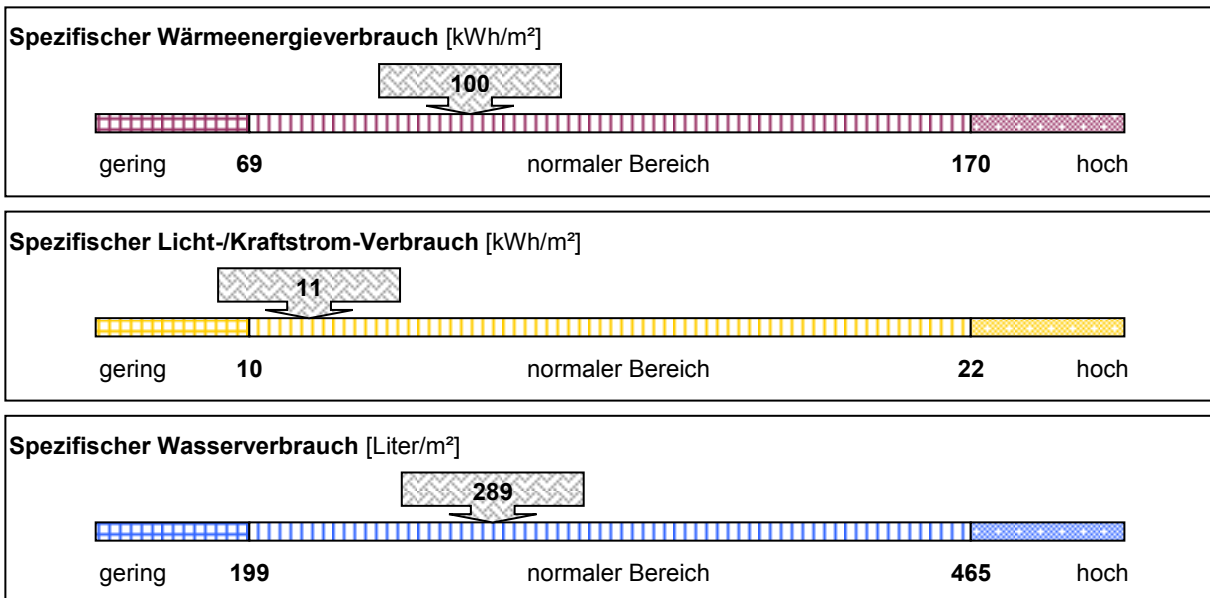 Spezifischer Wärmeenergieverbrauch [kWh/m²]
100
gering 69 normaler Bereich 170 hoch
Spezifischer Licht-/Kraftstrom-Verbrauch [kWh/m²]
11
gering 10 normaler Bereich 22 hoch
Spezifischer Wasserverbrauch [Liter/m²]
289
gering 199 normaler Bereich 465 hoch